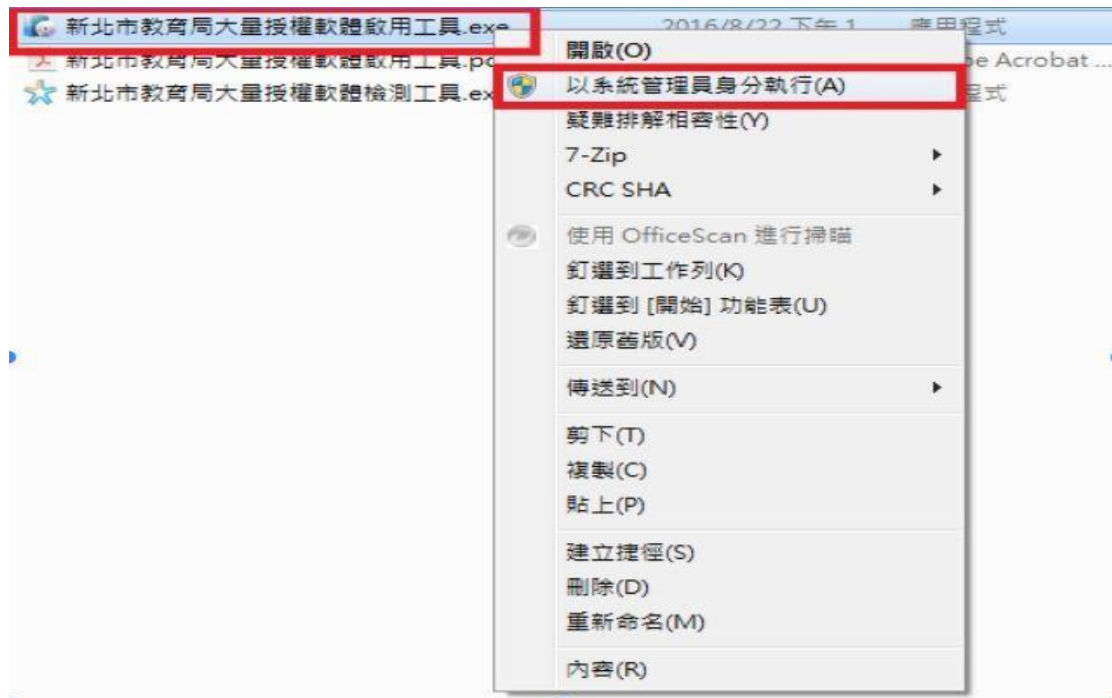 新北市教育局大量授權軟體啟用工具.exe 2016/8/22 下午 1 應用程式
新北市教育局大量授權軟體啟用工具.pd be Acrobat ...
新北市教育局大量授權軟體檢測工具.ex 程式
開啟(O)
以系統管理員身分執行(A)
疑難排解相容性(Y)
7-Zip
CRC SHA
使用 OfficeScan 進行掃瞄
釘選到工作列(K)
釘選到 [開始] 功能表(U)
還原舊版(V)
傳送到(N)
剪下(T)
複製(C)
貼上(P)
建立捷徑(S)
刪除(D)
重新命名(M)
內容(R)